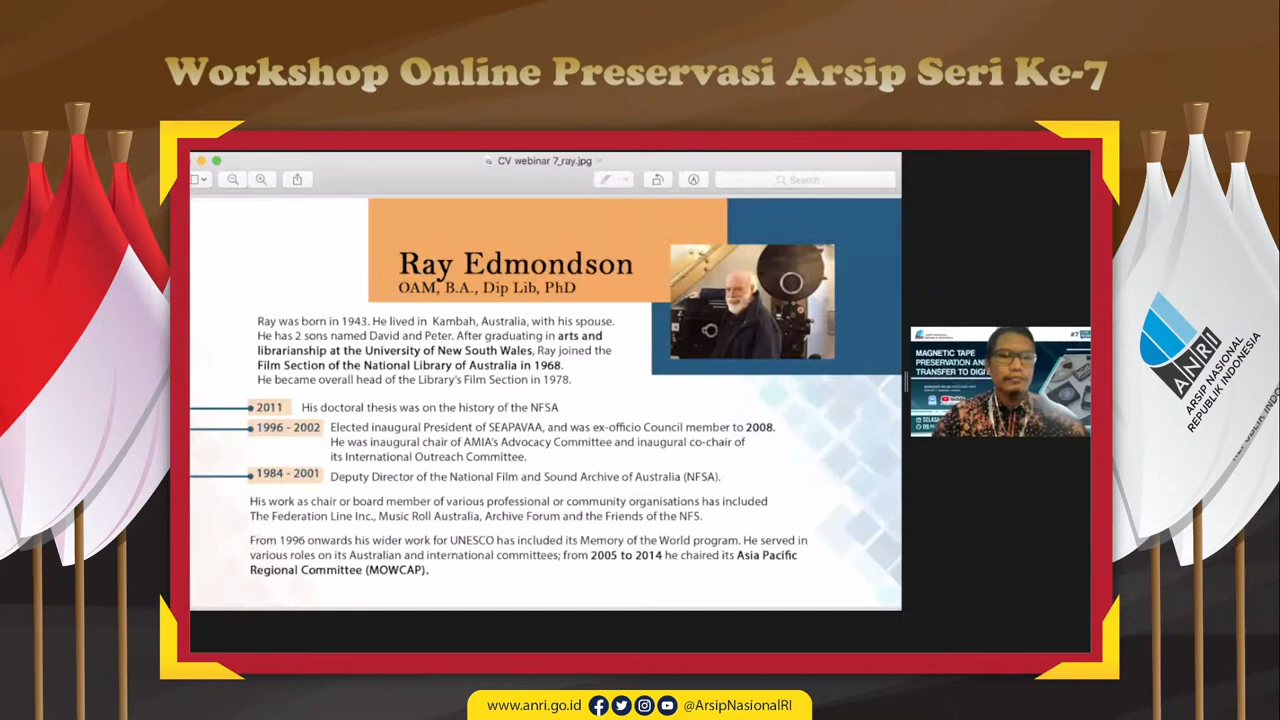 Workshop Online Preservasi Arsip Seri Ke-7
CV webinar 7_ray.jpg
Search
Ray Edmondson
OAM, B.A., Dip Lib, PhD
Ray was born in 1943. He lived in Kambah, Australia, with his spouse.
He has 2 sons named David and Peter. After graduating in arts and
librarianship at the University of New South Wales, Ray joined the
Film Section of the National Library of Australia in 1968.
He became overall head of the Library's Film Section in 1978.
2011 His doctoral thesis was on the history of the NFSA
1996 - 2002 Elected inaugural President of SEAPAVAA, and was ex-officio Council member to 2008.
He was inaugural chair of AMIA's Advocacy Committee and inaugural co-chair of
its International Outreach Committee.
1984 - 2001 Deputy Director of the National Film and Sound Archive of Australia (NFSA).
His work as chair or board member of various professional or community organisations has included
The Federation Line Inc., Music Roll Australia, Archive Forum and the Friends of the NFS.
From 1996 onwards his wider work for UNESCO has included its Memory of the World program. He served in
various roles on its Australian and international committees; from 2005 to 2014 he chaired its Asia Pacific
Regional Committee (MOWCAP).
#7
MAGNETIC TAPE
PRESERVATION AN
TRANSFER TO DIGI
YouTube
SELASA
ANRI
ARSIP NASIONAL
REPUBLIK INDONESIA
www.anri.go.id
@ArsipNasionalRI